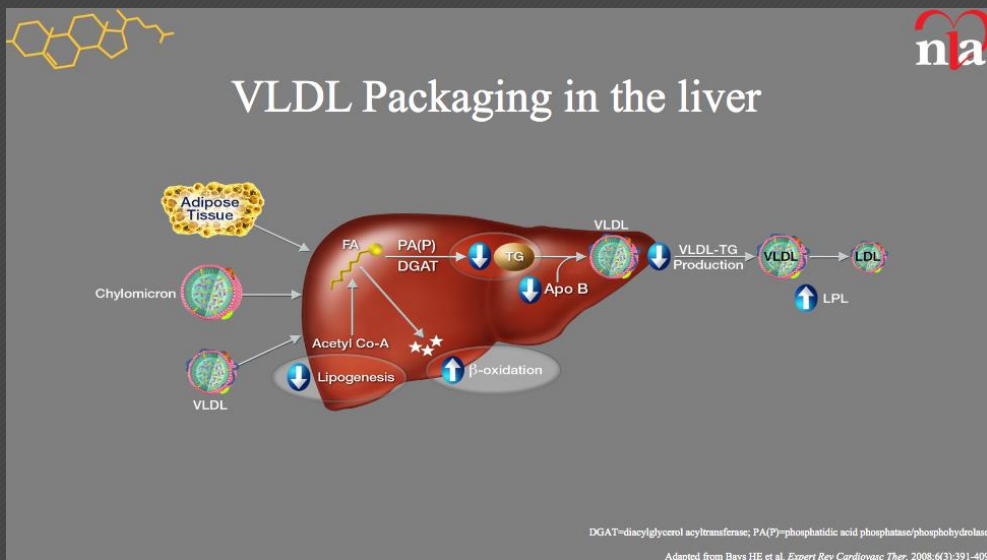 nla
VLDL Packaging in the liver
Adipose
Tissue
Chylomicron
VLDL
FA
PA(P)
DGAT
TG
Acetyl Co-A
Lipogenesis
β-oxidation
Apo B
VLDL
VLDL-TG
Production
VLDL
LDL
LPL
DGAT=diacylglycerol acyltransferase; PA(P)=phosphatidic acid phosphatase/phosphohydrolase
Adapted from Bays HE et al. Expert Rev Cardiovasc Ther. 2008;6(3):391-409